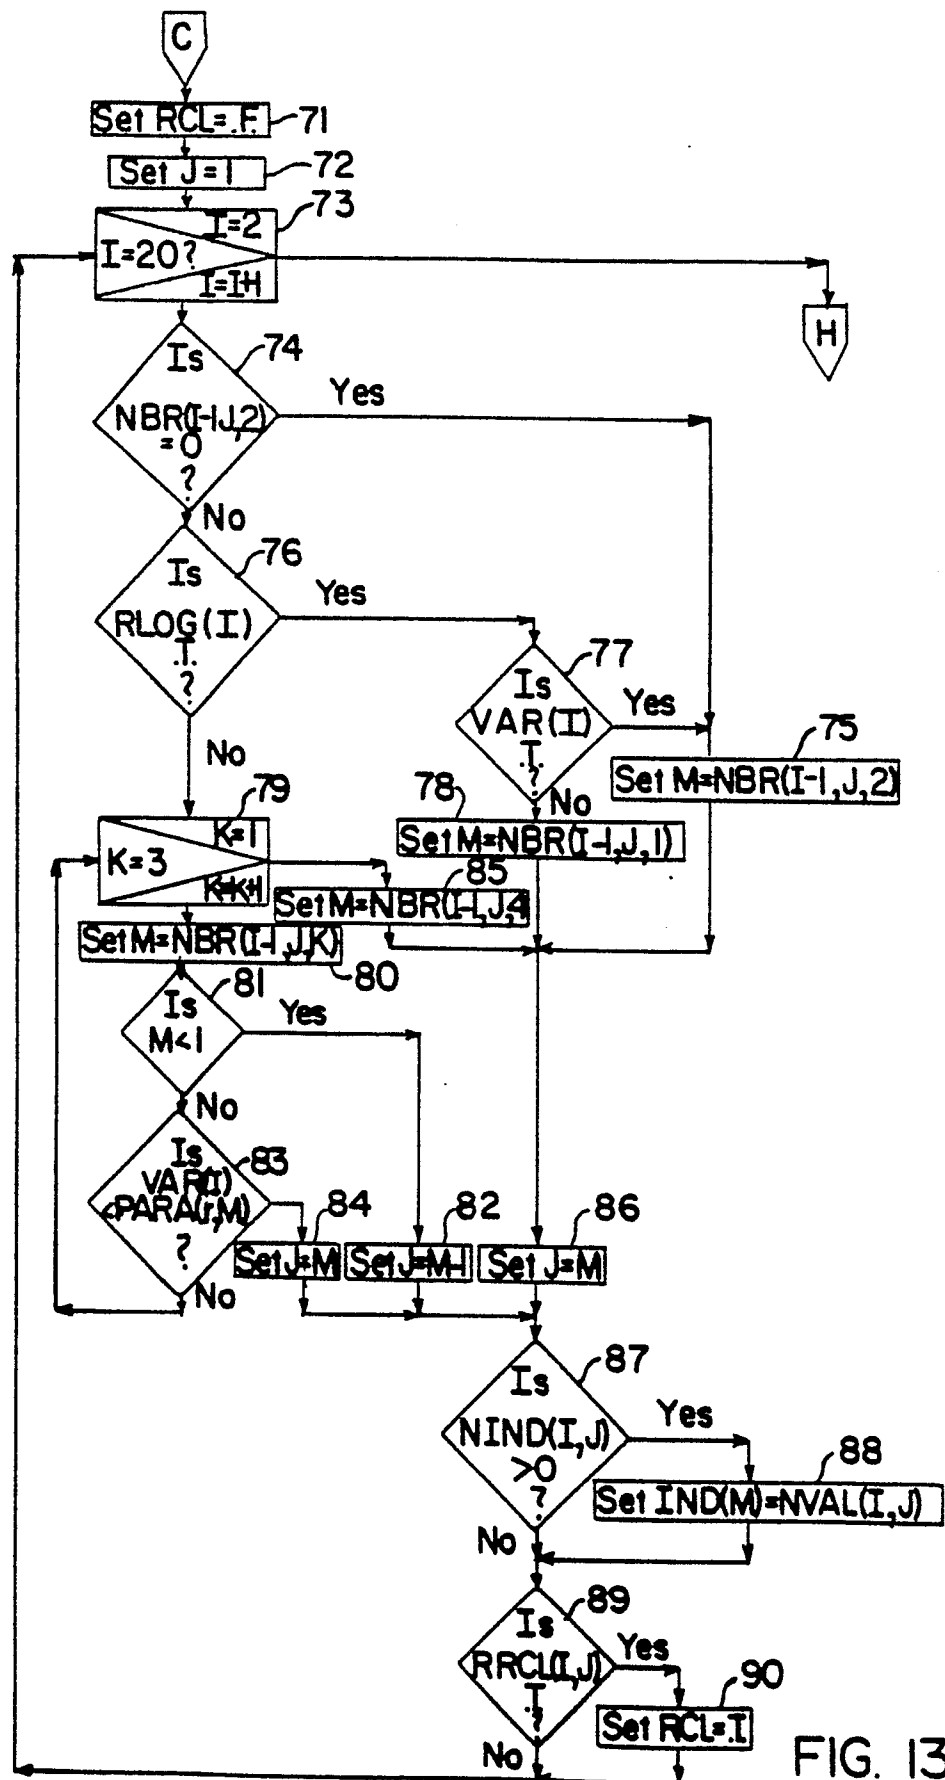 C
Set RCL=.F.
71
Set J=1
72
73
I=2
I=20?
I=I+1
H
74
Is
NBR(I-1,J,2)
=0
?
Yes
No
76
Is
RLOG(I)
.T.
?
Yes
No
77
Is
VAR(I)
.T.
?
Yes
No
75
Set M=NBR(I-1,J,2)
78
Set M=NBR(I-1,J,1)
79
K=1
K=3
K=K+1
85
Set M=NBR(I-1,J,4
Set M=NBR(I-1,J,K)
80
81
Is
M<1
Yes
No
Is
VAR(I)
<PARA(I,M)
?
83
No
84
Set J=M
82
Set J=M-1
86
Set J=M
87
Is
NIND(I,J)
>0
?
Yes
No
88
Set IND(M)=NVAL(I,J)
89
Is
RRCL(I,J)
.T.
?
Yes
No
90
Set RCL=.T
FIG. 13